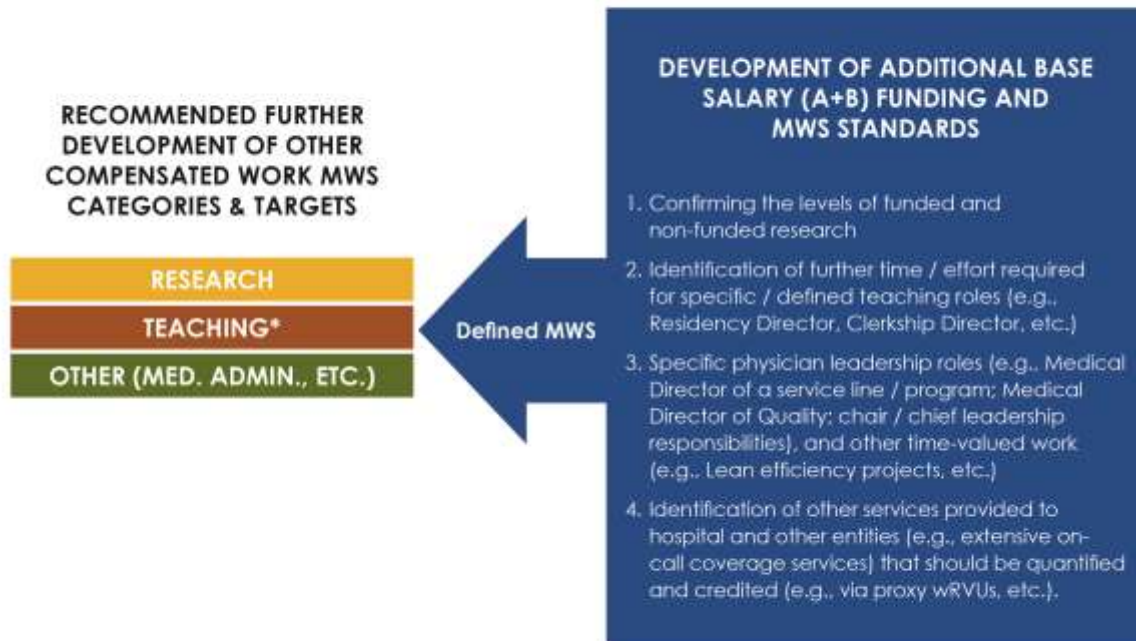 RECOMMENDED FURTHER
DEVELOPMENT OF OTHER
COMPENSATED WORK MWS
CATEGORIES & TARGETS
RESEARCH
TEACHING*
OTHER (MED. ADMIN., ETC.)
Defined MWS
DEVELOPMENT OF ADDITIONAL BASE
SALARY (A+B) FUNDING AND
MWS STANDARDS
1. Confirming the levels of funded and
non-funded research
2. Identification of further time / effort required
for specific / defined teaching roles (e.g.,
Residency Director, Clerkship Director, etc.)
3. Specific physician leadership roles (e.g., Medical
Director of a service line / program; Medical
Director of Quality; chair / chief leadership
responsibilities), and other time-valued work
(e.g., Lean efficiency projects, etc.)
4. Identification of other services provided to
hospital and other entities (e.g., extensive on-
call coverage services) that should be quantified
and credited (e.g., via proxy wRVUs, etc.).